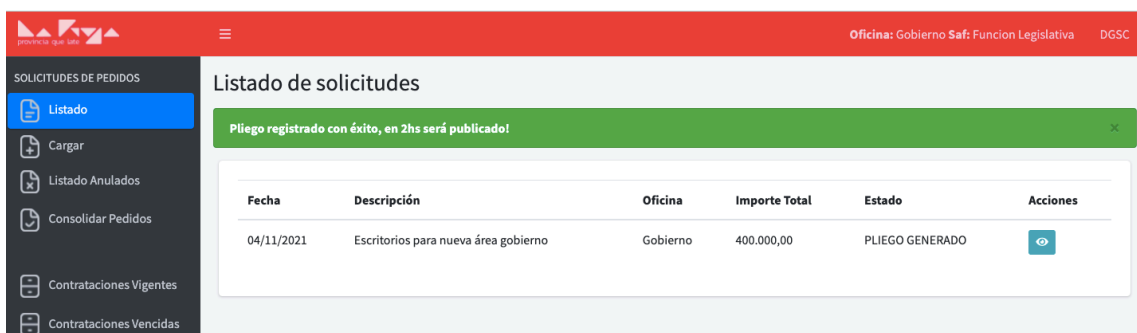 La Rioja
provincia que late
Oficina: Gobierno Saf: Funcion Legislativa DGSC
SOLICITUDES DE PEDIDOS
Listado
Cargar
Listado Anulados
Consolidar Pedidos
Contrataciones Vigentes
Contrataciones Vencidas
Listado de solicitudes
Pliego registrado con éxito, en 2hs será publicado! ×
Fecha Descripción Oficina Importe Total Estado Acciones
04/11/2021 Escritorios para nueva área gobierno Gobierno 400.000,00 PLIEGO GENERADO